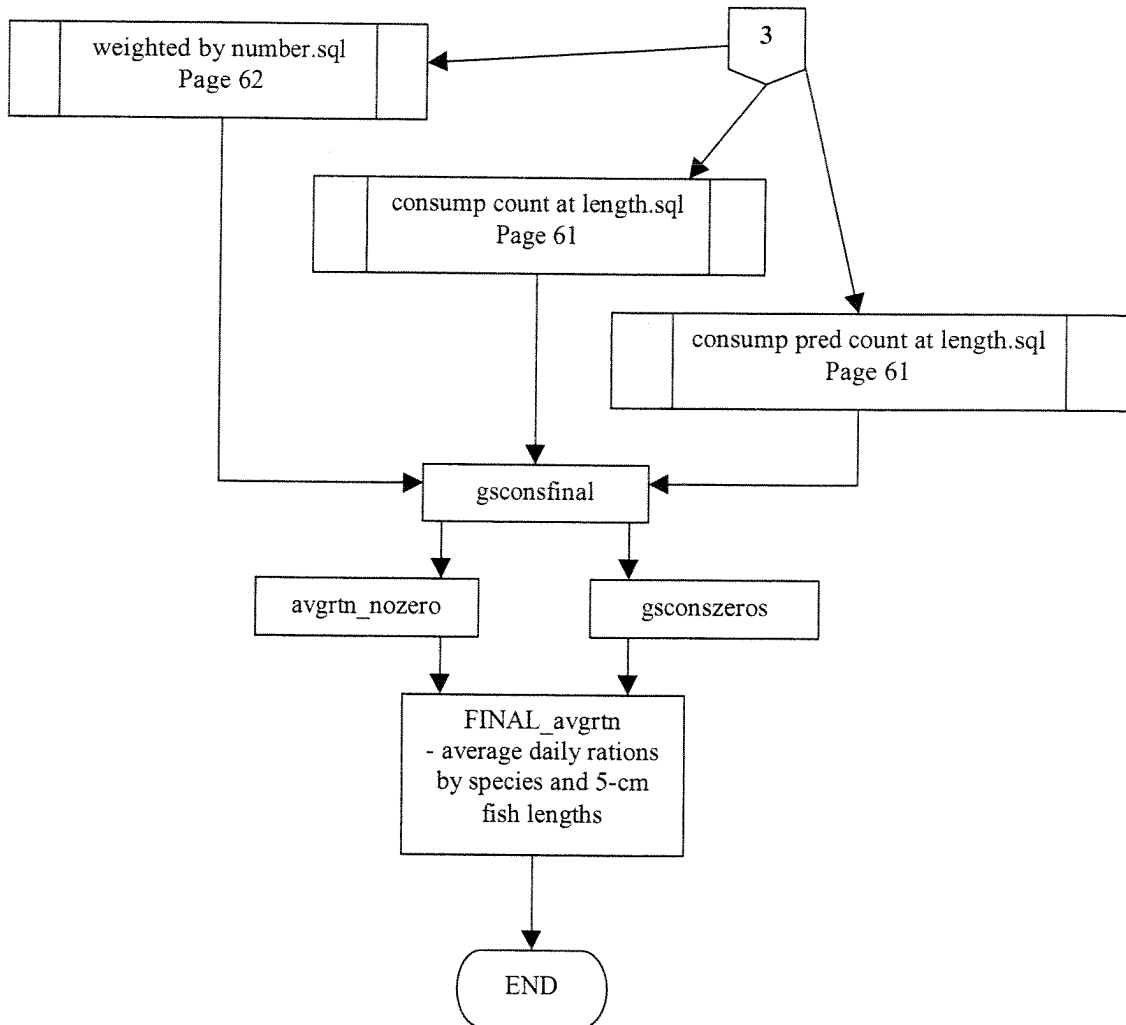 3
weighted by number.sql
Page 62
consump count at length.sql
Page 61
consump pred count at length.sql
Page 61
gsconsfinal
avgrtn_nozero
gsconszeros
FINAL_avgrtn
- average daily rations
by species and 5-cm
fish lengths
END